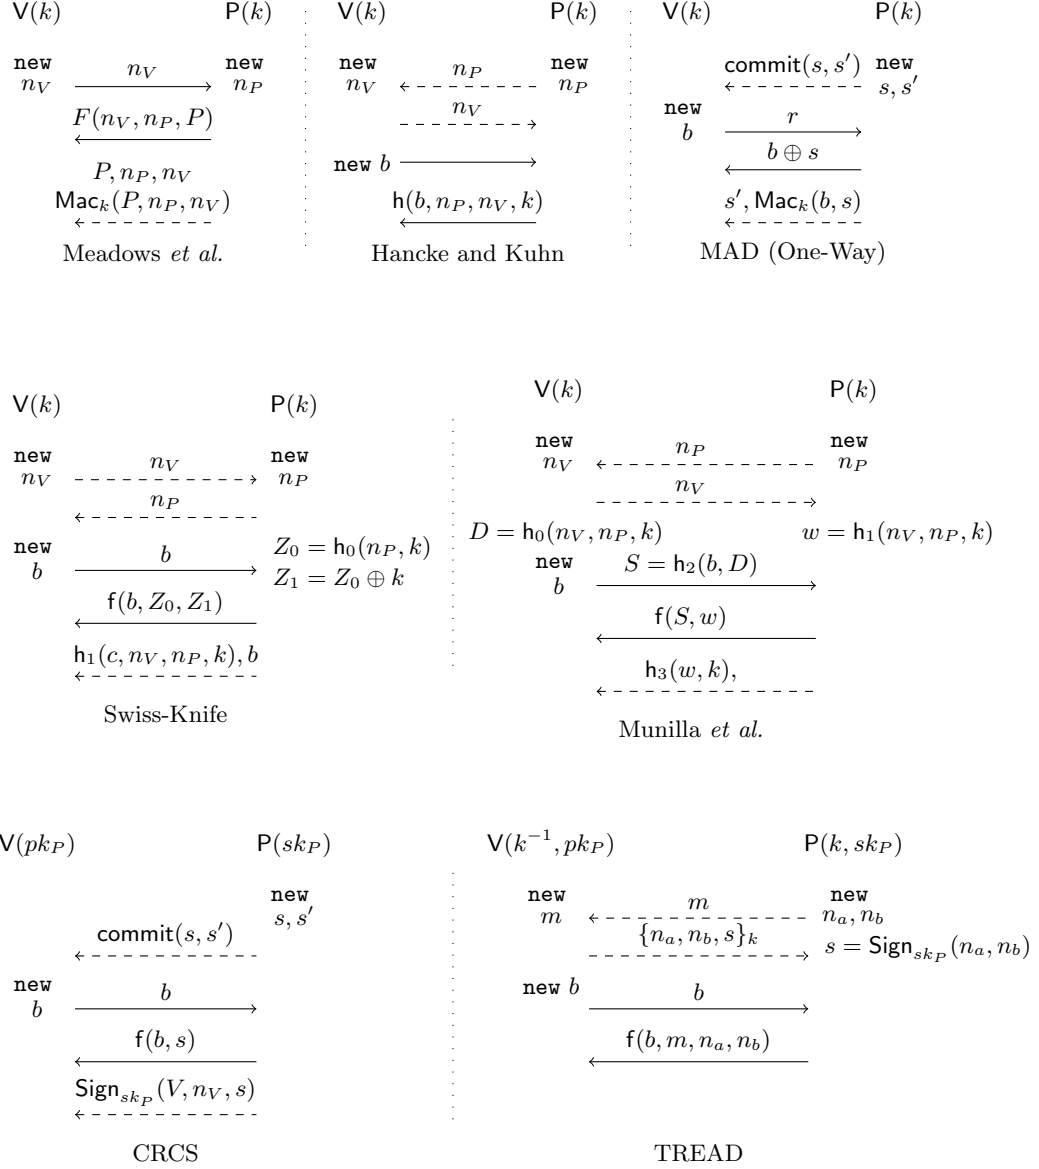 V(k) P(k)
new new
n_V n_V n_P
F(n_V, n_P, P)
P, n_P, n_V
Mac_k(P, n_P, n_V)
Meadows et al.
V(k) P(k)
new n_P new
n_V n_P
n_V
new b
h(b, n_P, n_V, k)
Hancke and Kuhn
V(k) P(k)
commit(s, s′) new
s, s′
new
b r
b ⊕ s
s′, Mac_k(b, s)
MAD (One-Way)
V(k) P(k)
new new
n_V n_V n_P
n_P
new
b b
Z_0 = h_0(n_P, k)
Z_1 = Z_0 ⊕ k
f(b, Z_0, Z_1)
h_1(c, n_V, n_P, k), b
Swiss-Knife
V(k) P(k)
new n_P new
n_V n_P
n_V
D = h_0(n_V, n_P, k) w = h_1(n_V, n_P, k)
new S = h_2(b, D)
b
f(S, w)
h_3(w, k),
Munilla et al.
V(pk_P) P(sk_P)
new
s, s′
commit(s, s′)
new b
b
f(b, s)
Sign_{sk_P}(V, n_V, s)
CRCS
V(k^{−1}, pk_P) P(k, sk_P)
new m new
m n_a, n_b
{n_a, n_b, s}_k s = Sign_{sk_P}(n_a, n_b)
new b b
f(b, m, n_a, n_b)
TREAD